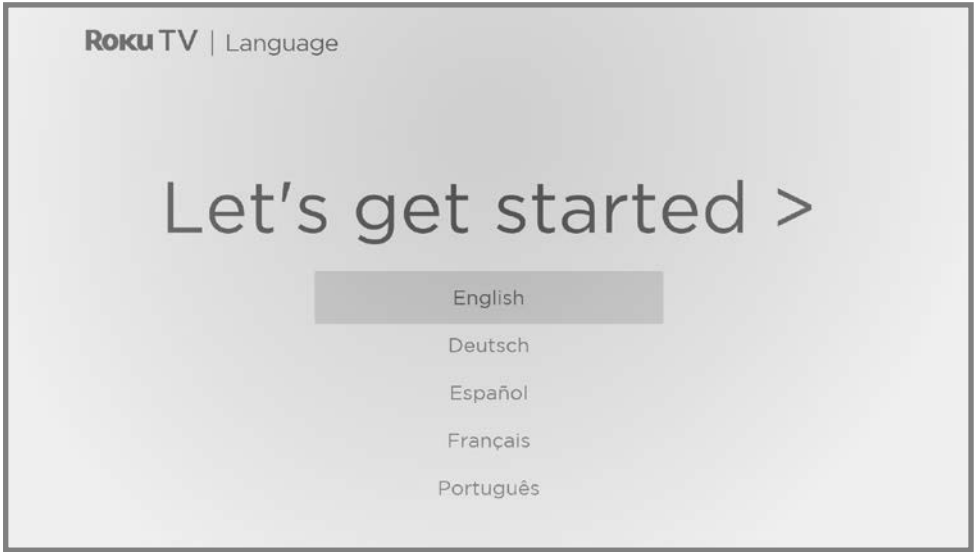 Roku TV | Language
Let's get started >
English
Deutsch
Español
Français
Português